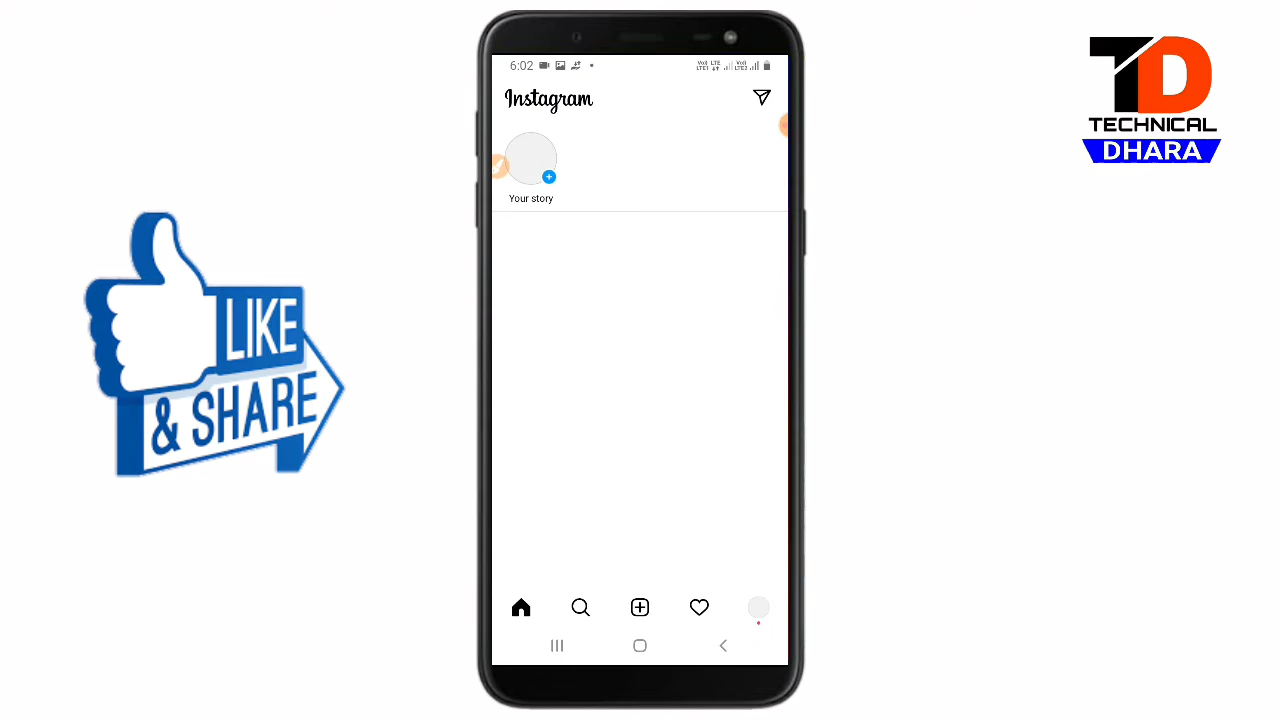 6:02
Instagram
Your story
LIKE
& SHARE
TD
TECHNICAL
DHARA